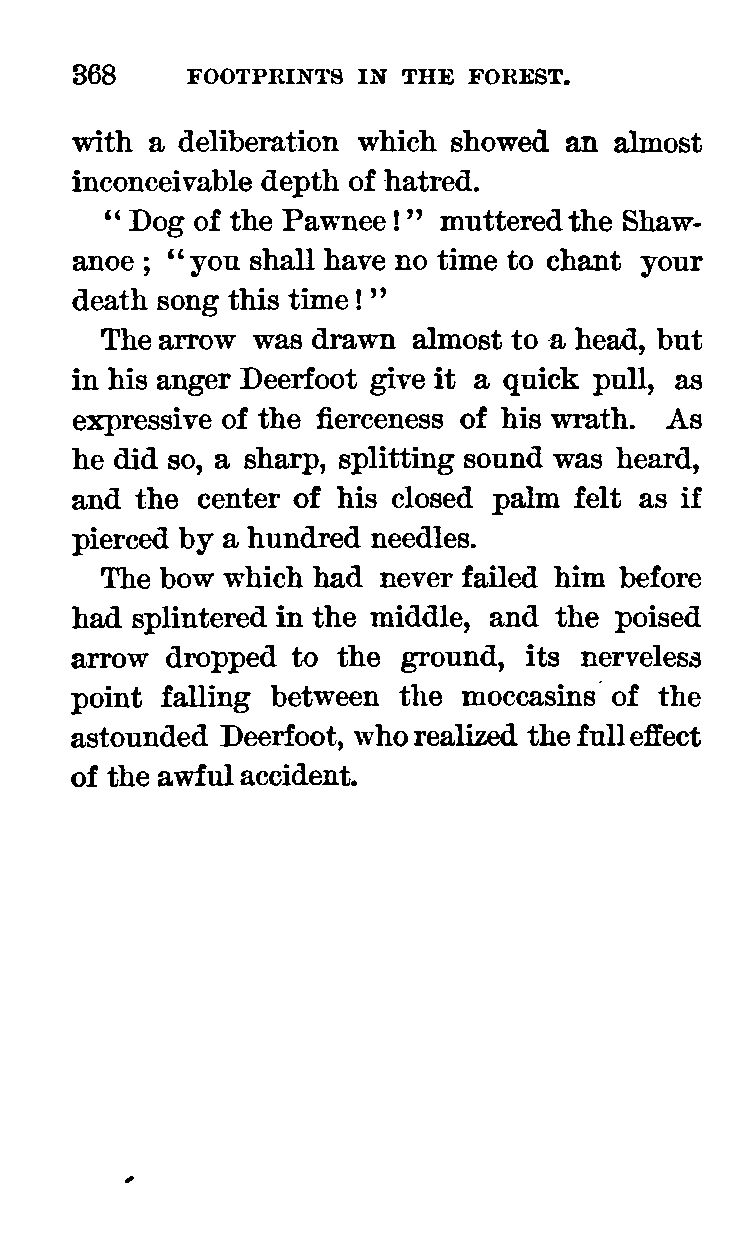 368 FOOTPRINTS IN THE FOREST.
with a deliberation which showed an almost
inconceivable depth of hatred.
“ Dog of the Pawnee ! ” muttered the Shaw-
anoe ; “ you shall have no time to chant your
death song this time ! ”
The arrow was drawn almost to a head, but
in his anger Deerfoot give it a quick pull, as
expressive of the fierceness of his wrath. As
he did so, a sharp, splitting sound was heard,
and the center of his closed palm felt as if
pierced by a hundred needles.
The bow which had never failed him before
had splintered in the middle, and the poised
arrow dropped to the ground, its nerveless
point falling between the moccasins of the
astounded Deerfoot, who realized the full effect
of the awful accident.